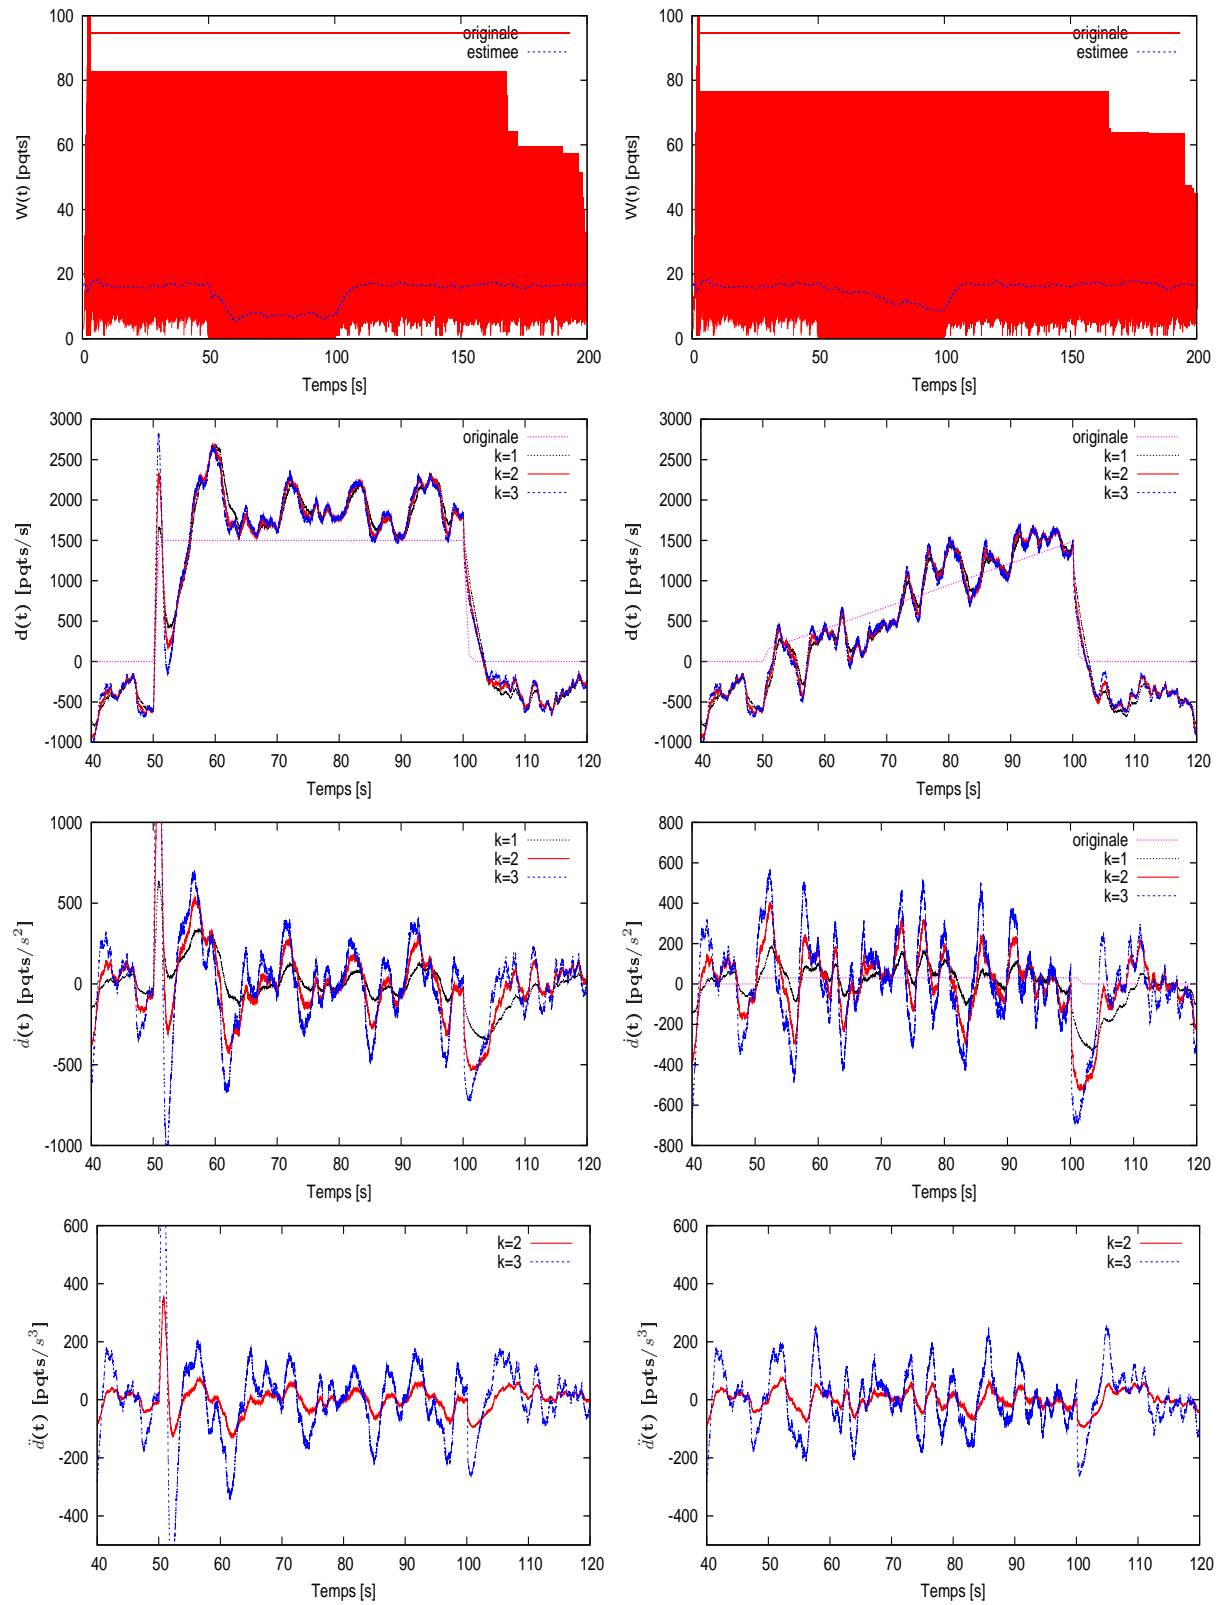 100
80
60
40
20
0
W(t) [pqts]
originale
estimee
0 50 100 150 200
Temps [s]
100
80
60
40
20
0
W(t) [pqts]
originale
estimee
0 50 100 150 200
Temps [s]
3000
2500
2000
1500
1000
500
0
-500
-1000
d(t) [pqts/s]
originale
k=1
k=2
k=3
40 50 60 70 80 90 100 110 120
Temps [s]
3000
2500
2000
1500
1000
500
0
-500
-1000
d(t) [pqts/s]
originale
k=1
k=2
k=3
40 50 60 70 80 90 100 110 120
Temps [s]
1000
500
0
-500
-1000
ḋ(t) [pqts/s²]
k=1
k=2
k=3
40 50 60 70 80 90 100 110 120
Temps [s]
800
600
400
200
0
-200
-400
-600
-800
ḋ(t) [pqts/s²]
originale
k=1
k=2
k=3
40 50 60 70 80 90 100 110 120
Temps [s]
600
400
200
0
-200
-400
d̈(t) [pqts/s³]
k=2
k=3
40 50 60 70 80 90 100 110 120
Temps [s]
600
400
200
0
-200
-400
d̈(t) [pqts/s³]
k=2
k=3
40 50 60 70 80 90 100 110 120
Temps [s]